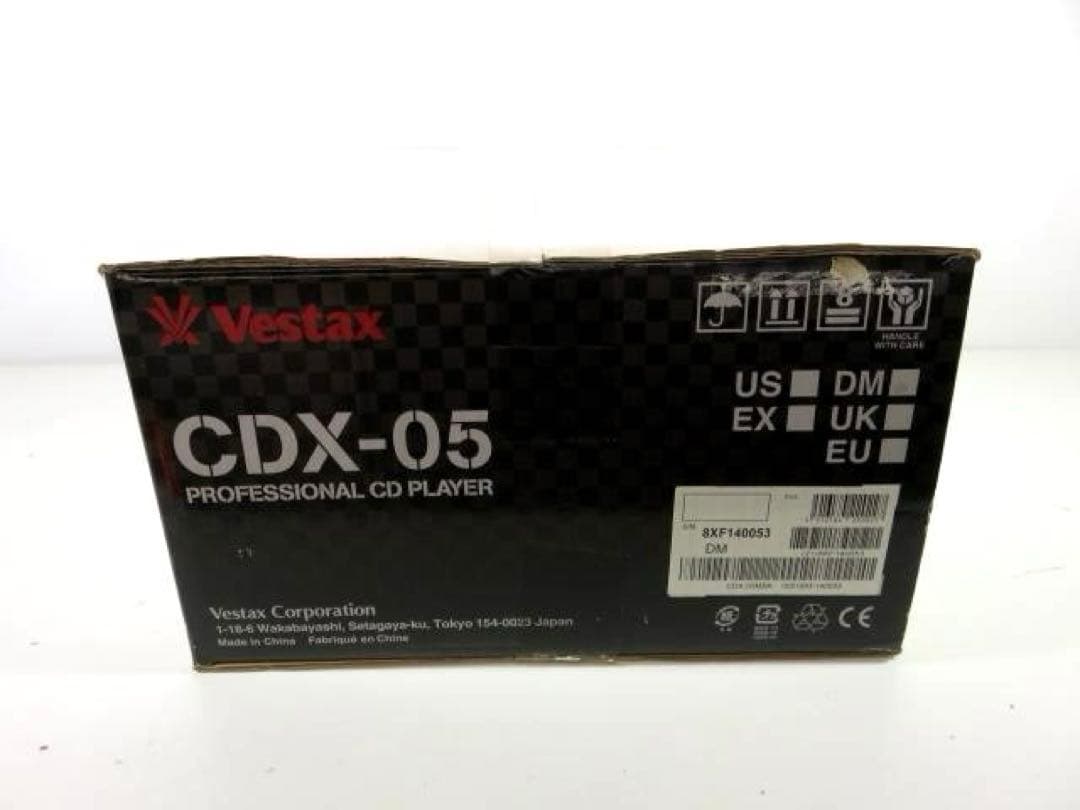 Vestax
HANDLE
WITH CARE
US DM
EX UK
EU
CDX-05
PROFESSIONAL CD PLAYER
S/N
8XF140053
DM
Vestax Corporation
1-18-6 Wakabayashi, Setagaya-ku, Tokyo 154-0023 Japan
Made in China Fabriqué en Chine
CE